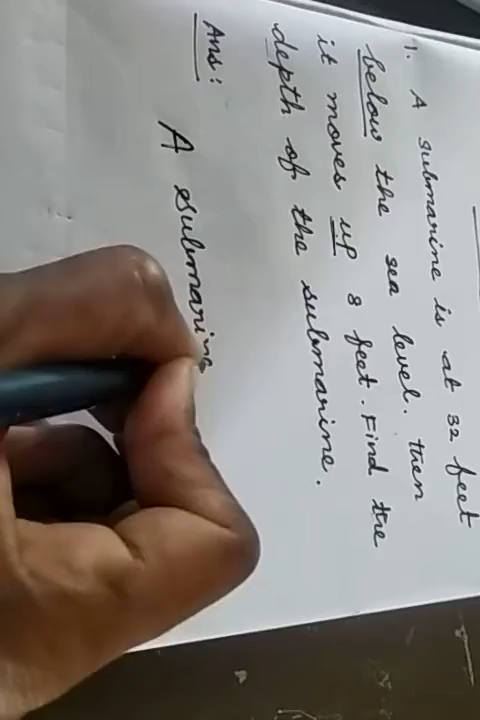 1. A submarine is at 32 feet
below the sea level. then
it moves up 8 feet. Find the
depth of the submarine.
Ans:
A submarine